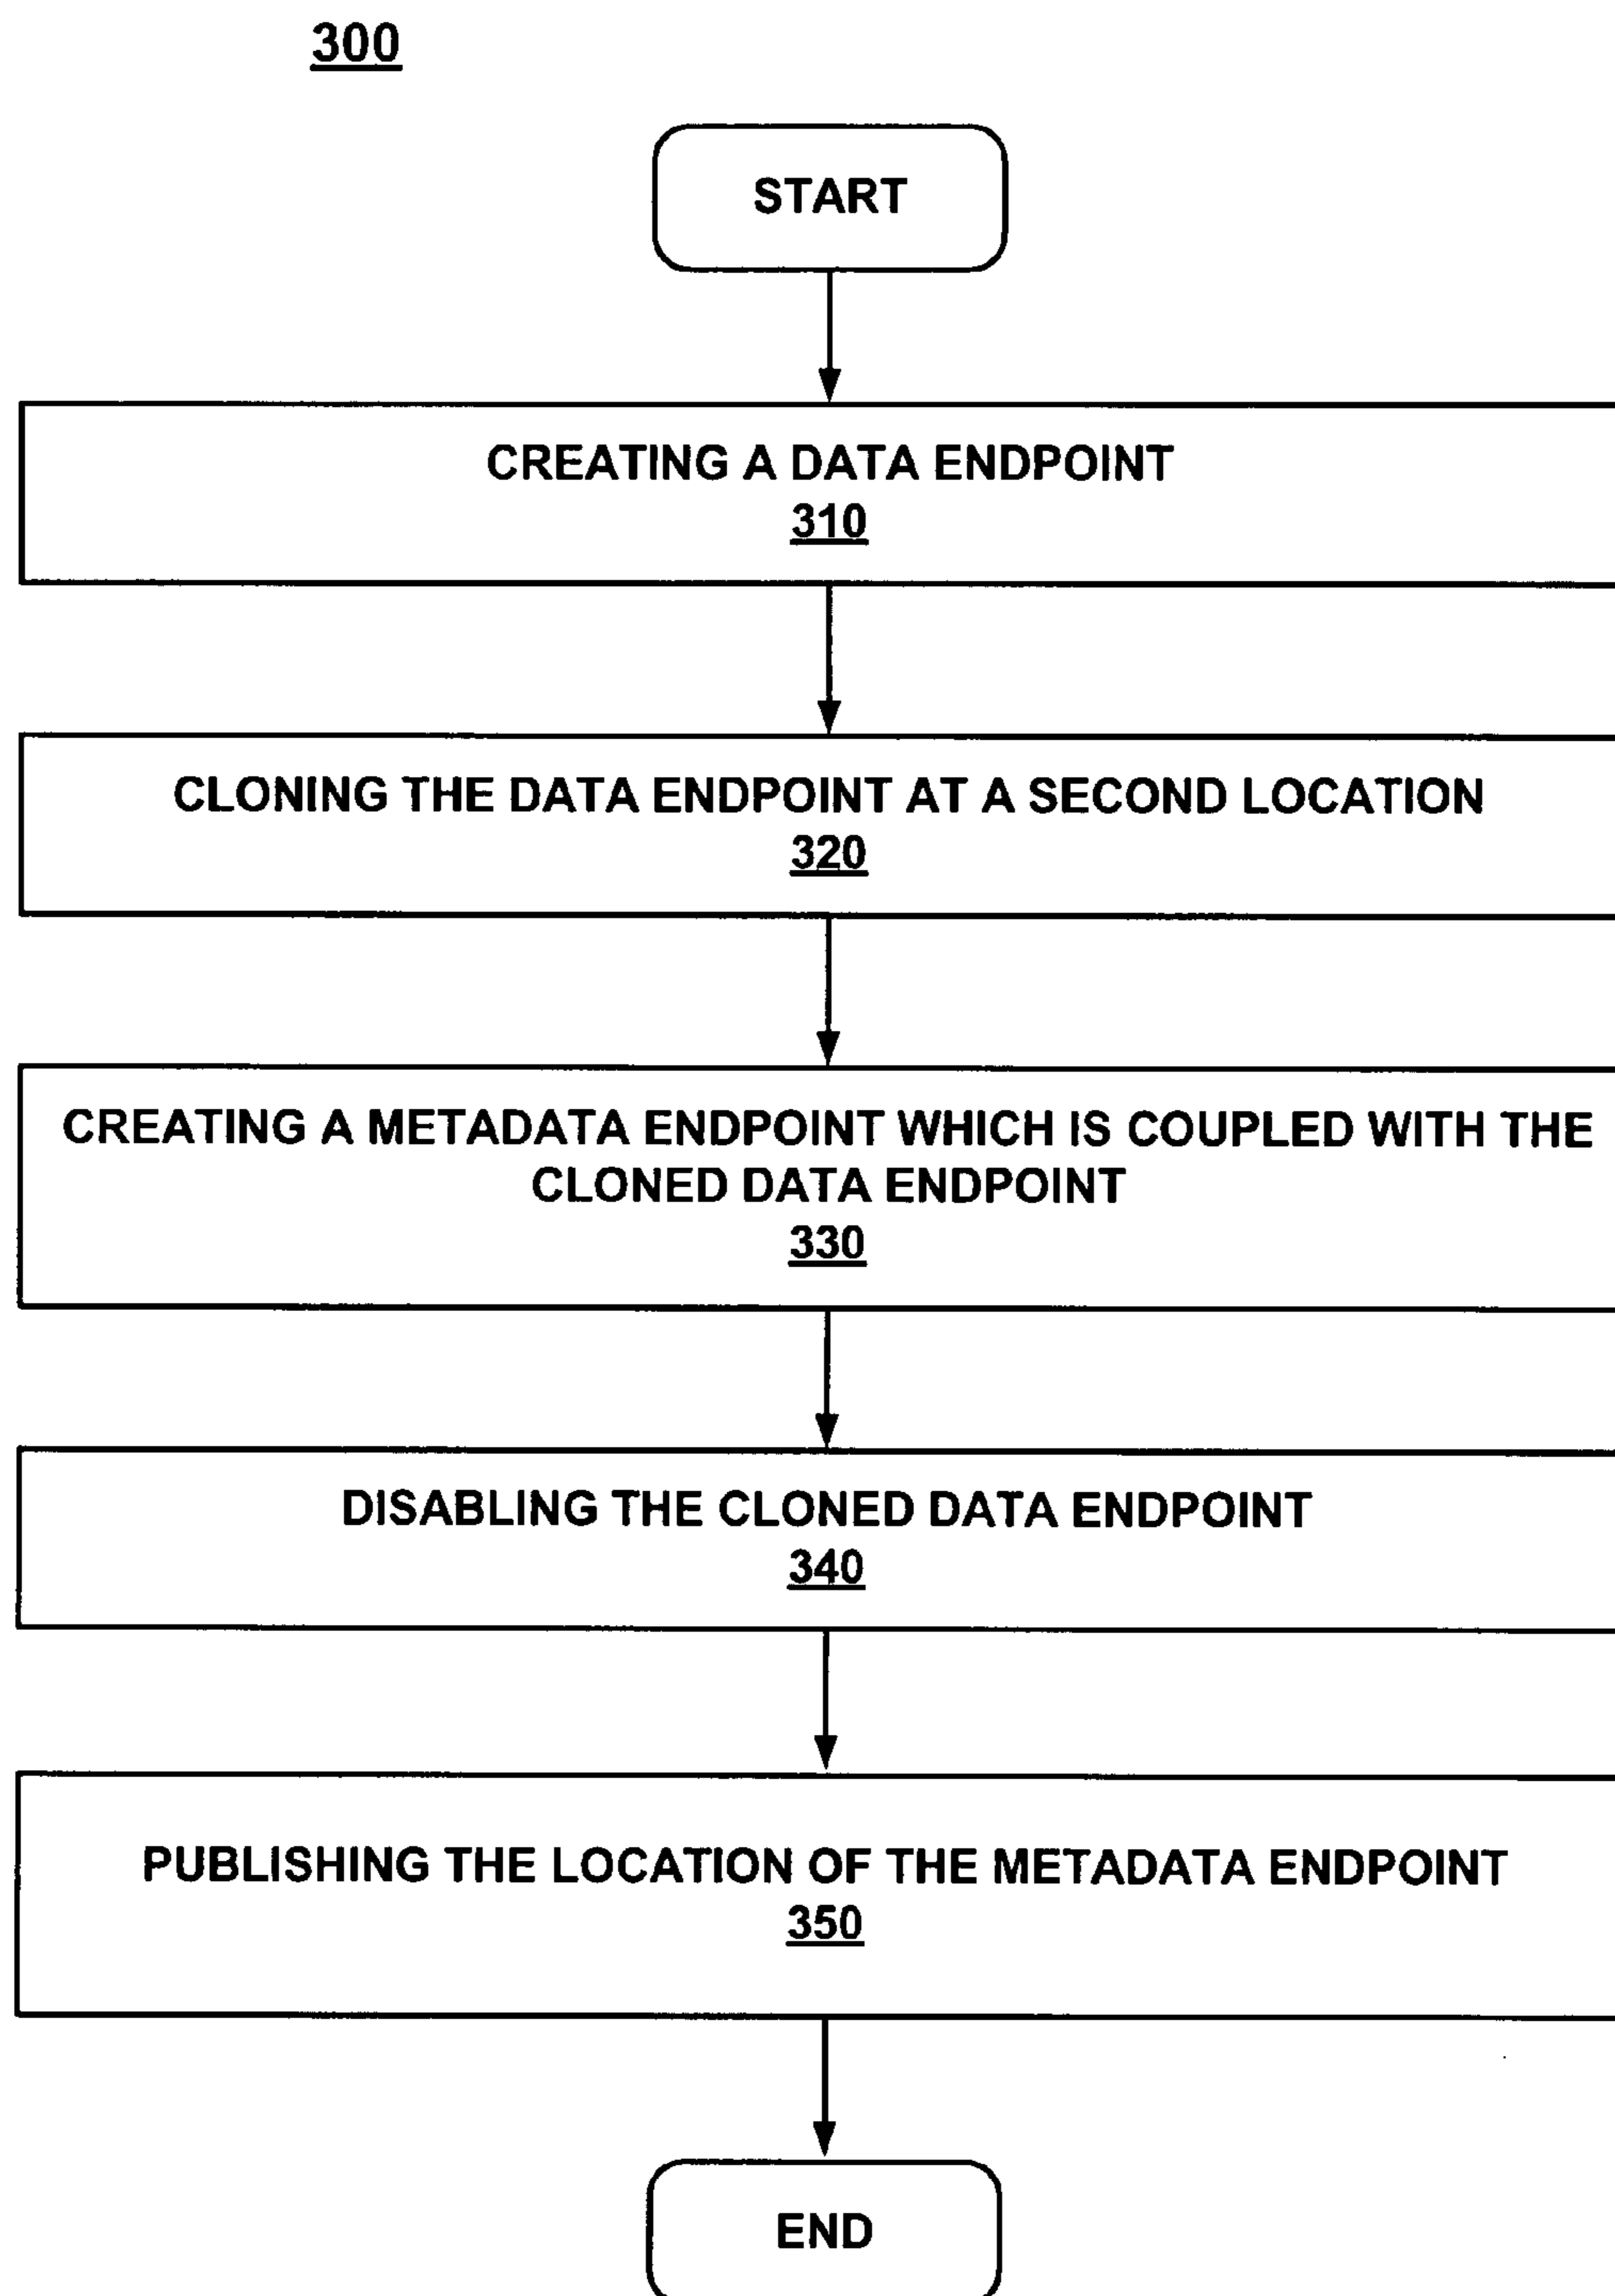 300
START
CREATING A DATA ENDPOINT
310
CLONING THE DATA ENDPOINT AT A SECOND LOCATION
320
CREATING A METADATA ENDPOINT WHICH IS COUPLED WITH THE
CLONED DATA ENDPOINT
330
DISABLING THE CLONED DATA ENDPOINT
340
PUBLISHING THE LOCATION OF THE METADATA ENDPOINT
350
END